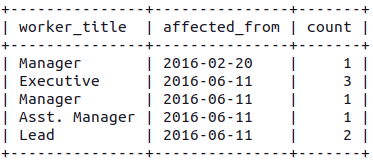 +---------------+---------------+-------+
| worker_title  | affected_from | count |
+---------------+---------------+-------+
| Manager       | 2016-02-20    |     1 |
| Executive     | 2016-06-11    |     3 |
| Manager       | 2016-06-11    |     1 |
| Asst. Manager | 2016-06-11    |     1 |
| Lead          | 2016-06-11    |     2 |
+---------------+---------------+-------+